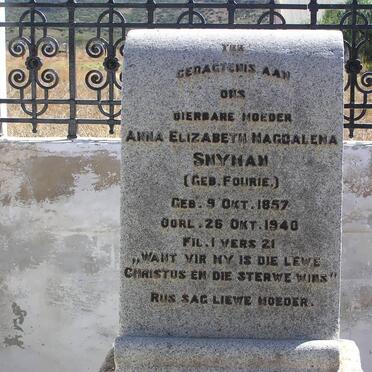 TER
GEDAGTENIS AAN
ONS
DIERBARE MOEDER
ANNA ELIZABETH MAGDALENA
SNYMAN
(GEB. FOURIE.)
GEB. 9 OKT. 1857
OORL. 26 OKT. 1940
FIL. 1 VERS 21
„WANT VIR MY IS DIE LEWE
CHRISTUS EN DIE STERWE WINS"
RUS SAG LIEWE MOEDER.